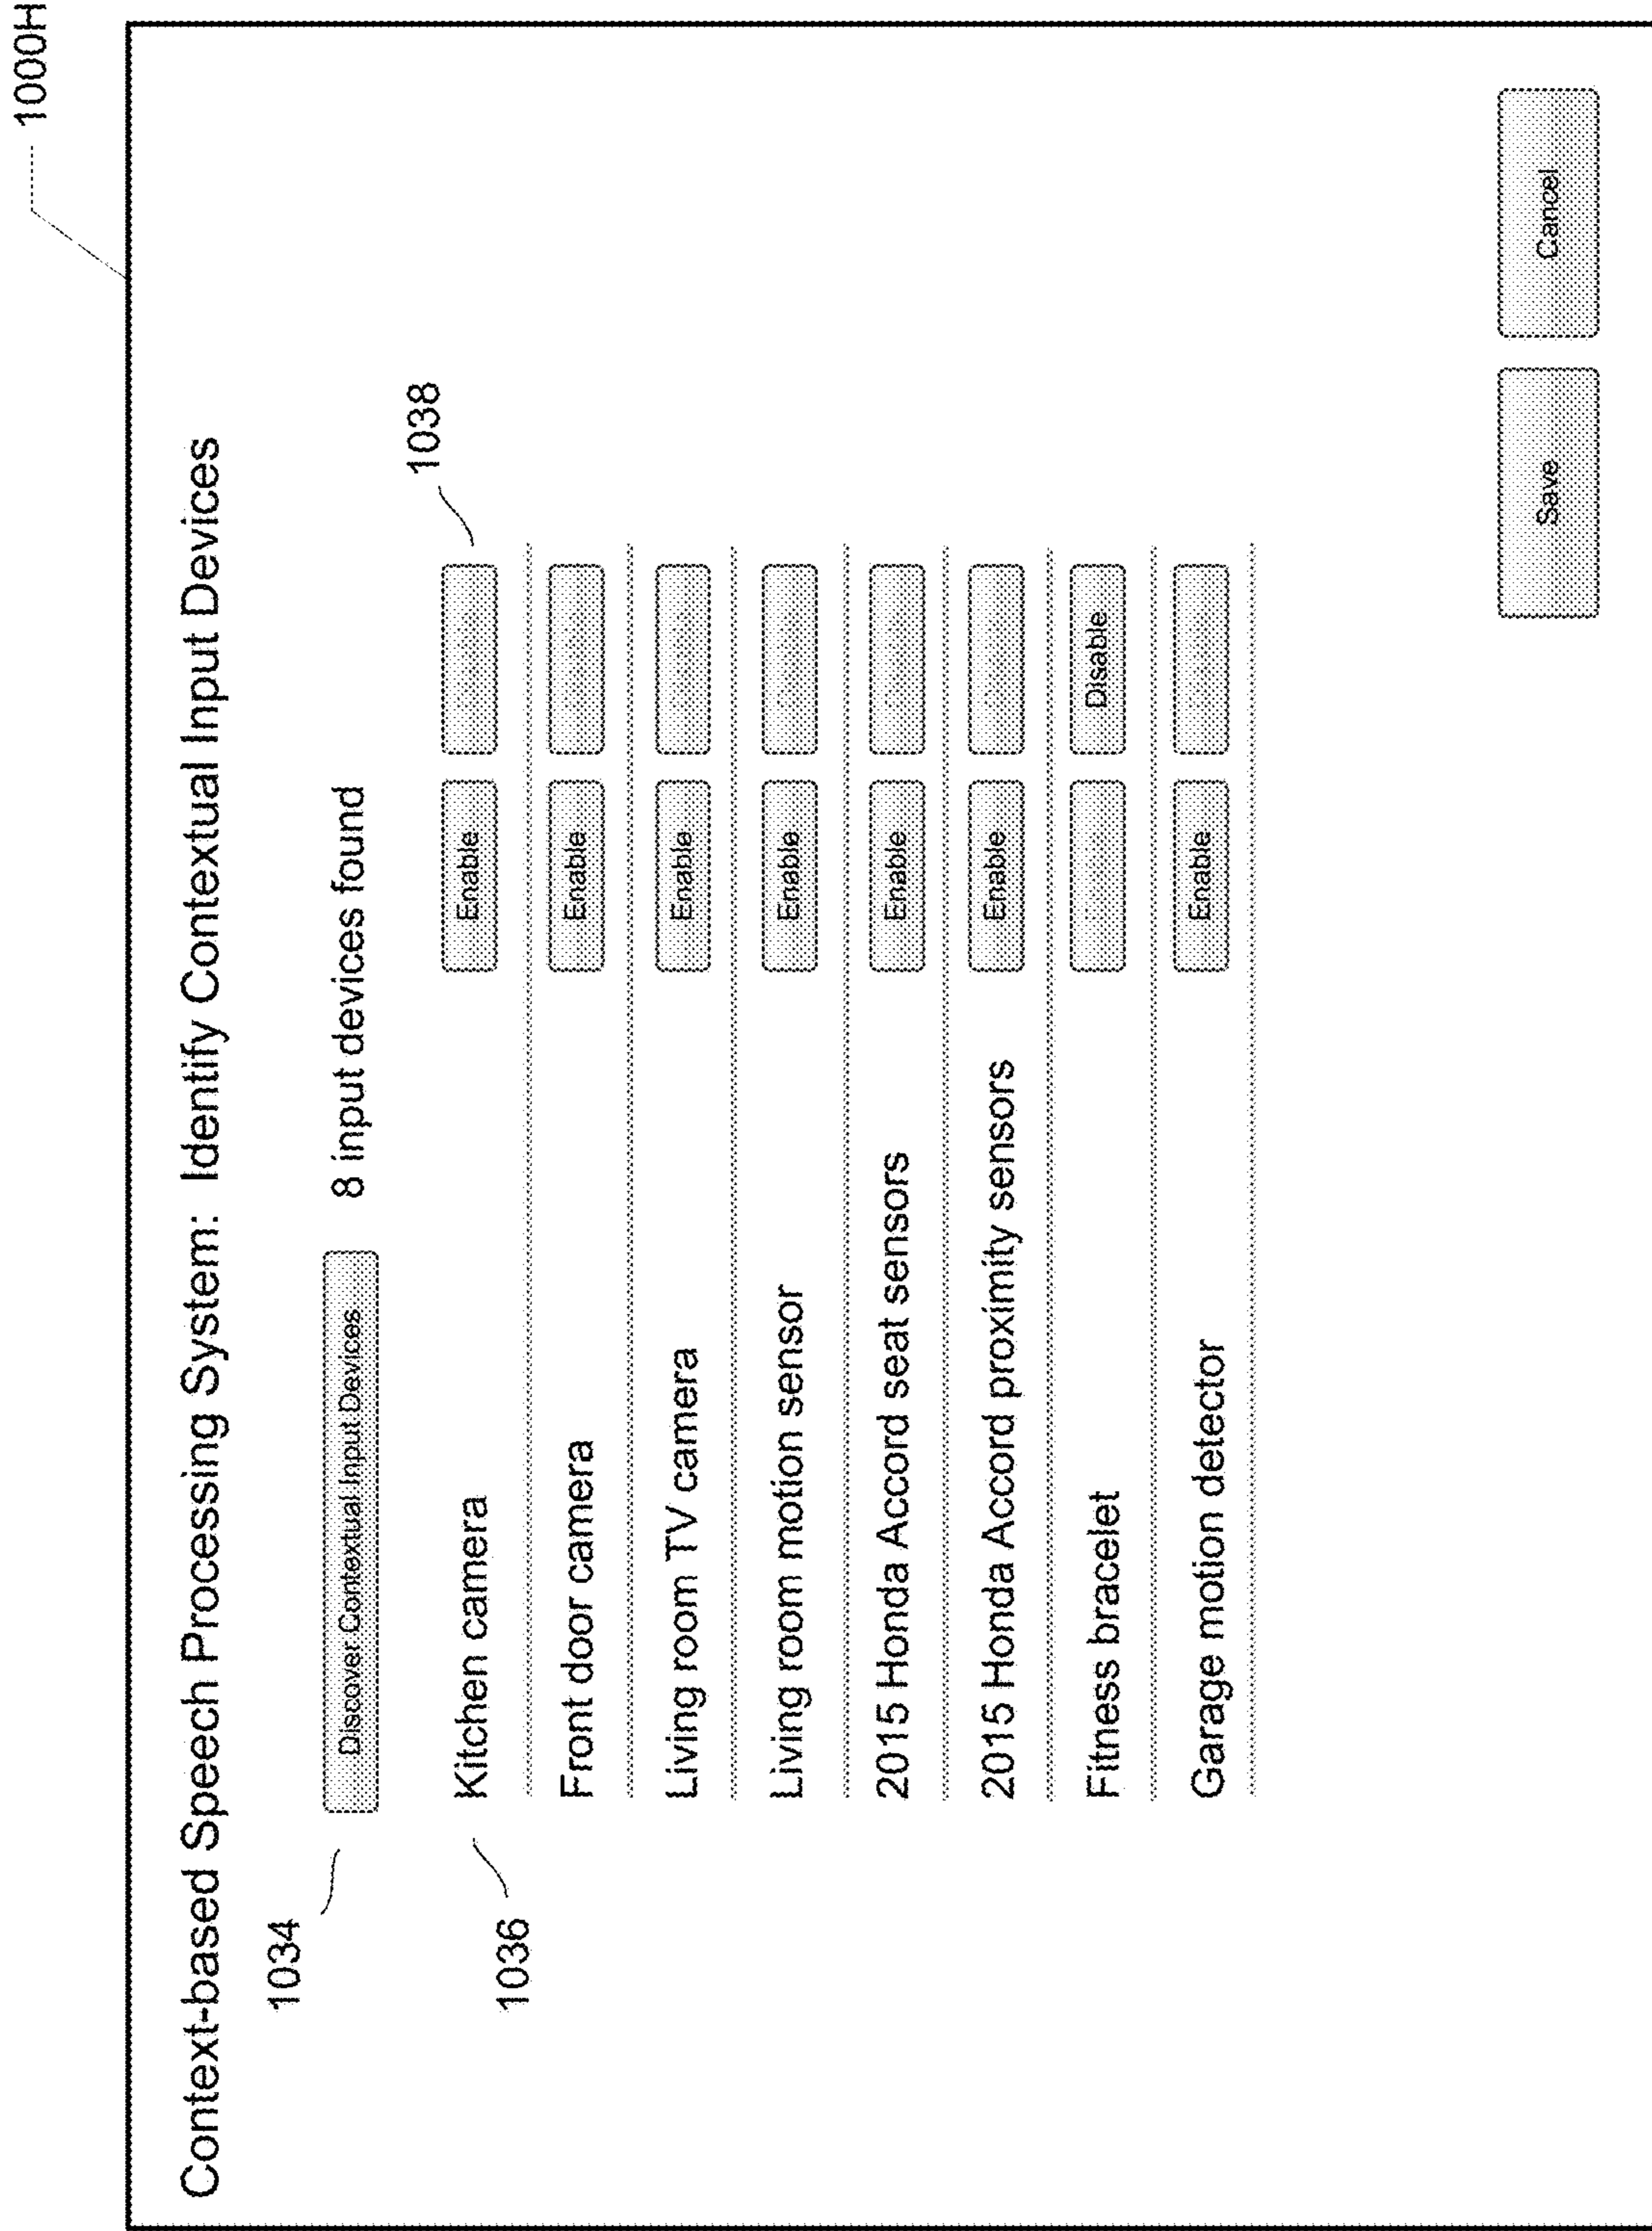 1000H
Context-based Speech Processing System: Identify Contextual Input Devices
1034
Discover Contextual Input Devices 8 input devices found
1038
1036
Kitchen camera Enable
Front door camera Enable
Living room TV camera Enable
Living room motion sensor Enable
2015 Honda Accord seat sensors Enable
2015 Honda Accord proximity sensors Enable
Fitness bracelet Disable
Garage motion detector Enable
Save Cancel